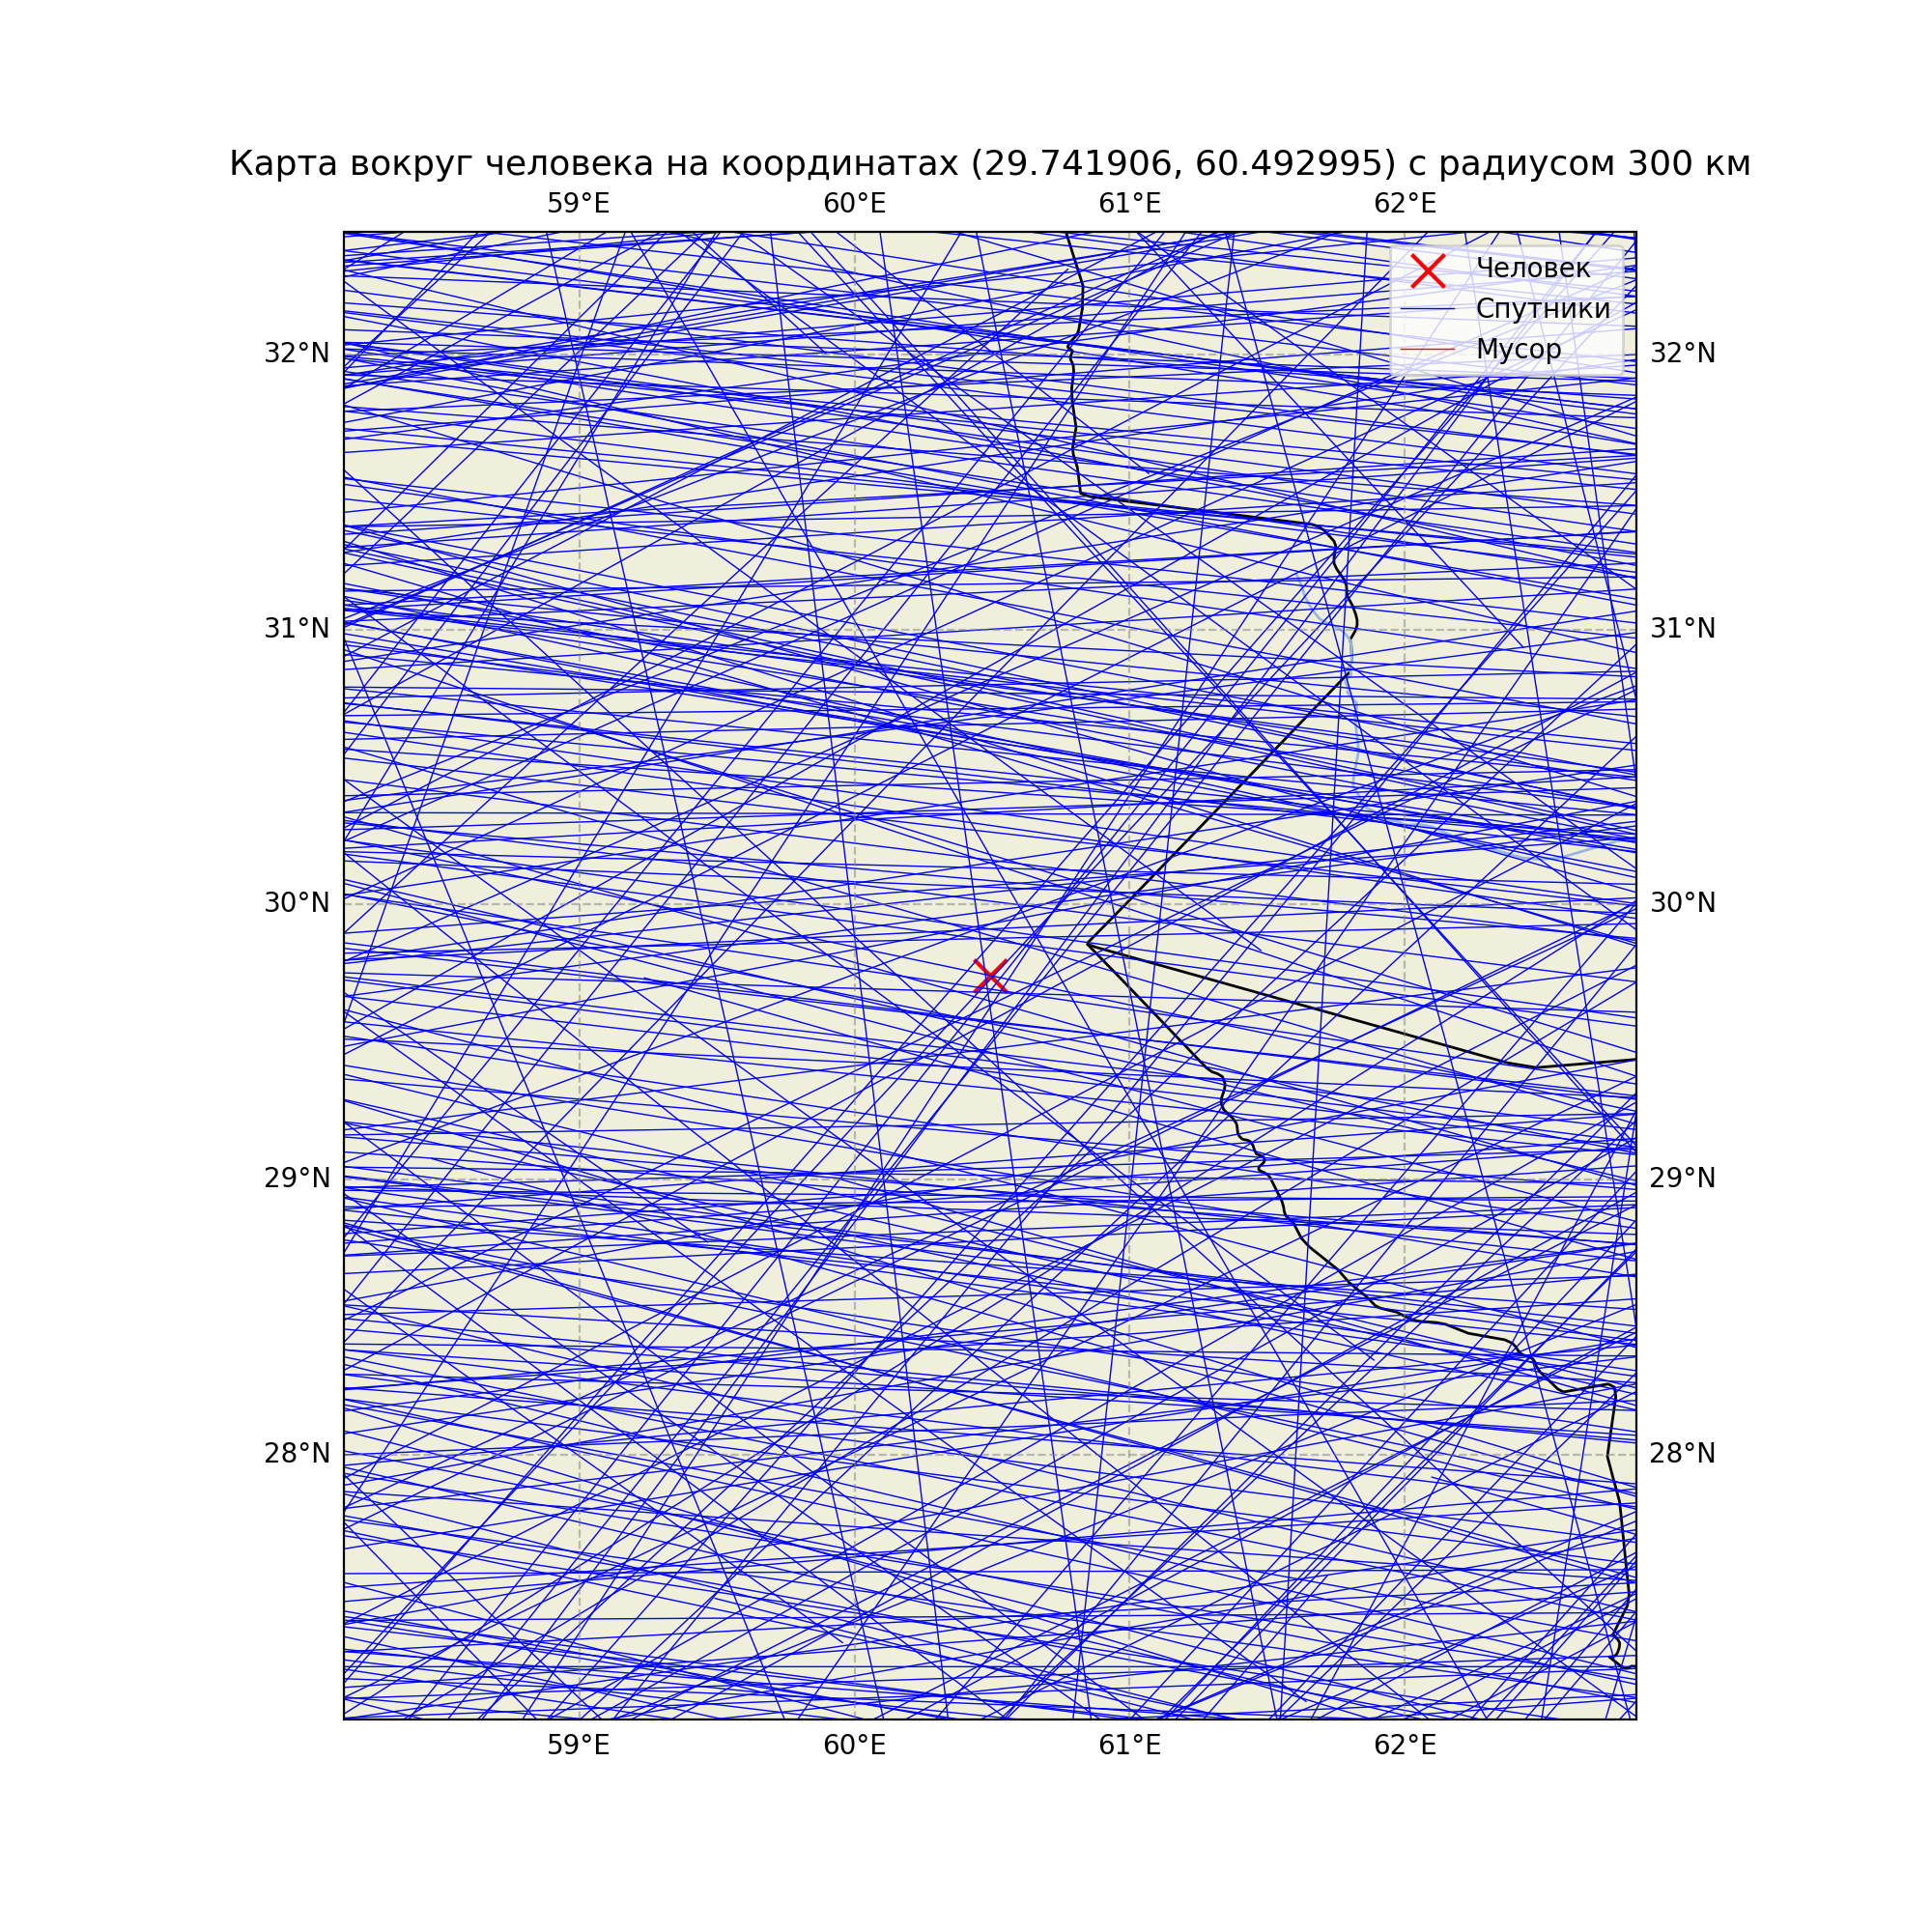 Карта вокруг человека на координатах (29.741906, 60.492995) с радиусом 300 км
59°E 60°E 61°E 62°E
Человек
Спутники
Мусор
32°N 32°N
31°N 31°N
30°N 30°N
29°N 29°N
28°N 28°N
59°E 60°E 61°E 62°E